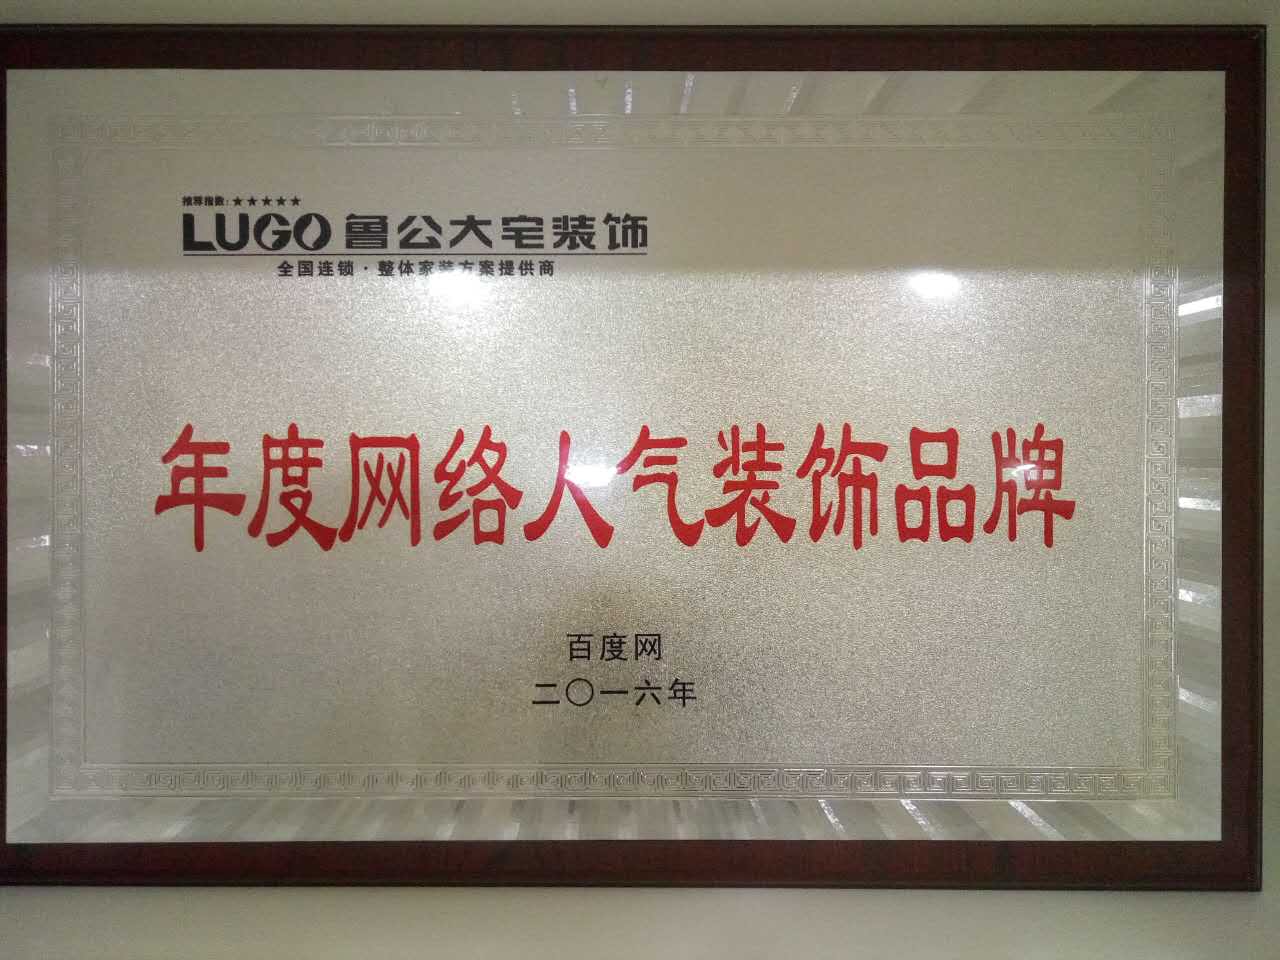 推荐指数:★★★★★
LUGO 鲁公大宅装饰
全国连锁·整体家装方案提供商
年度网络人气装饰品牌
百度网
二〇一六年